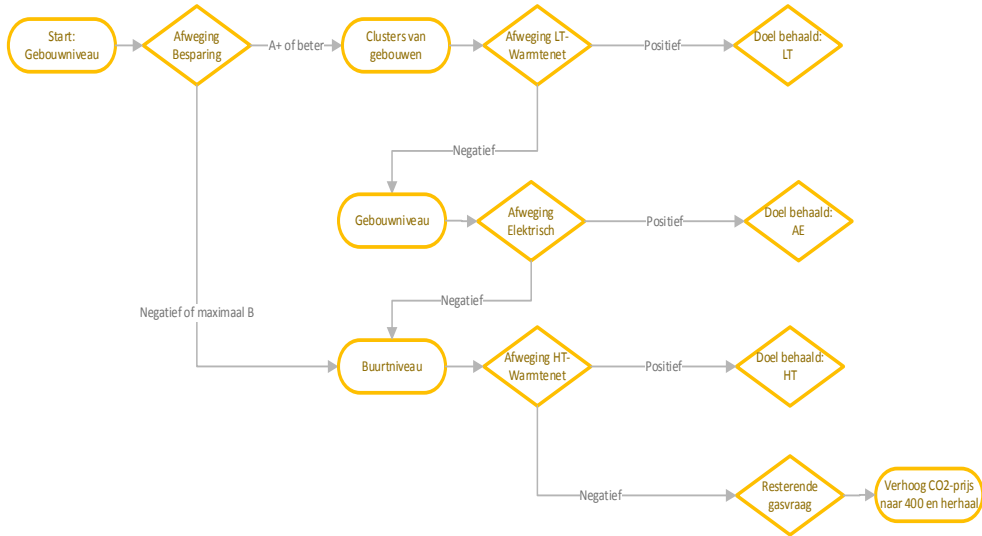 Start:
Gebouwniveau
Afweging
Besparing
A+ of beter
Clusters van
gebouwen
Afweging LT-
Warmtenet
Positief
Doel behaald:
LT
Negatief
Gebouwniveau
Afweging
Elektrisch
Positief
Doel behaald:
AE
Negatief
Negatief of maximaal B
Buurtniveau
Afweging HT-
Warmtenet
Positief
Doel behaald:
HT
Negatief
Resterende
gasvraag
Verhoog CO2-prijs
naar 400 en herhaal